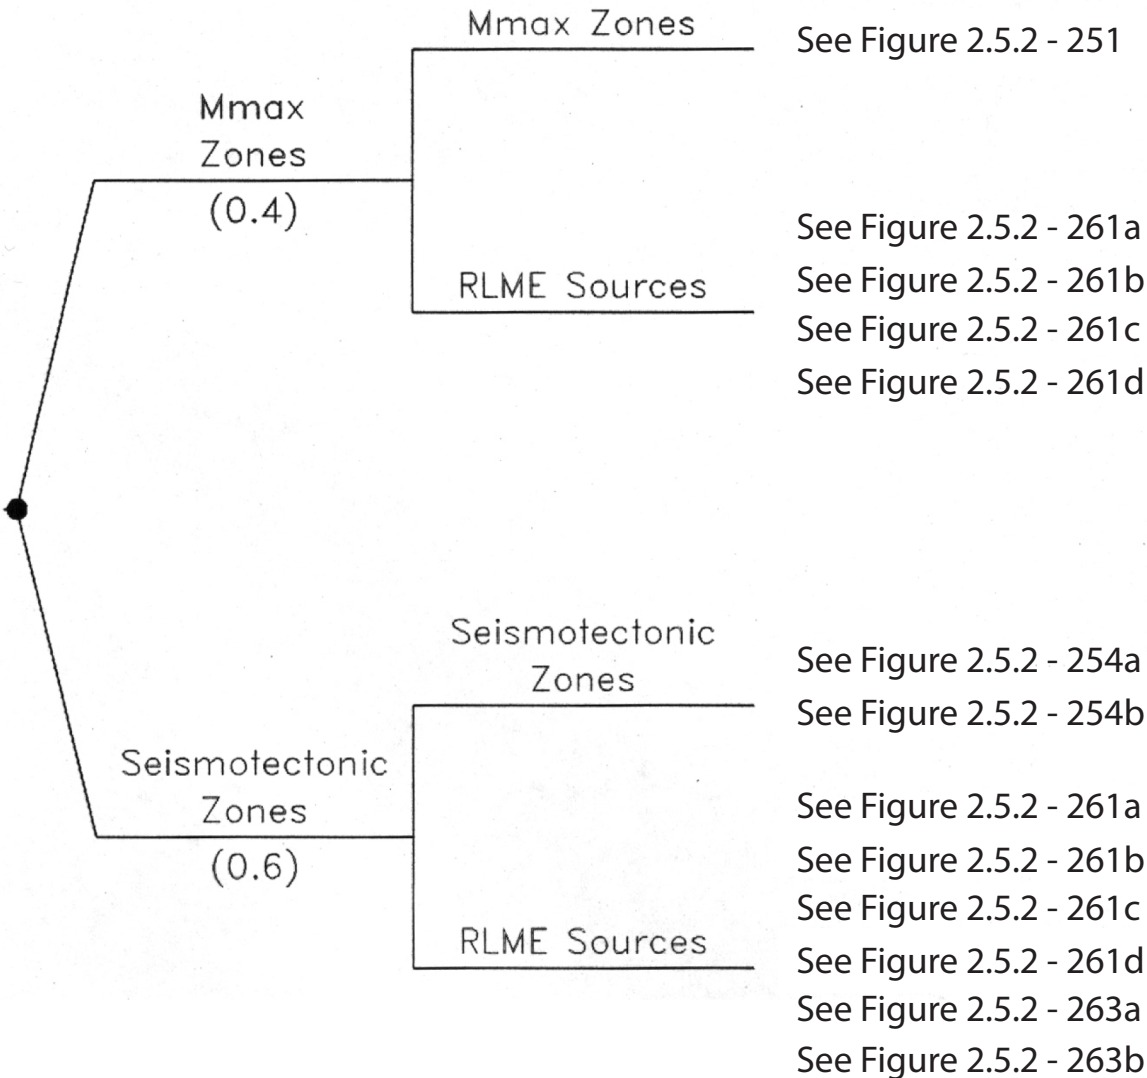 Mmax Zones
See Figure 2.5.2 - 251
Mmax
Zones
(0.4)
See Figure 2.5.2 - 261a
See Figure 2.5.2 - 261b
RLME Sources
See Figure 2.5.2 - 261c
See Figure 2.5.2 - 261d
Seismotectonic
Zones
See Figure 2.5.2 - 254a
See Figure 2.5.2 - 254b
Seismotectonic
Zones
(0.6)
See Figure 2.5.2 - 261a
See Figure 2.5.2 - 261b
See Figure 2.5.2 - 261c
RLME Sources
See Figure 2.5.2 - 261d
See Figure 2.5.2 - 263a
See Figure 2.5.2 - 263b